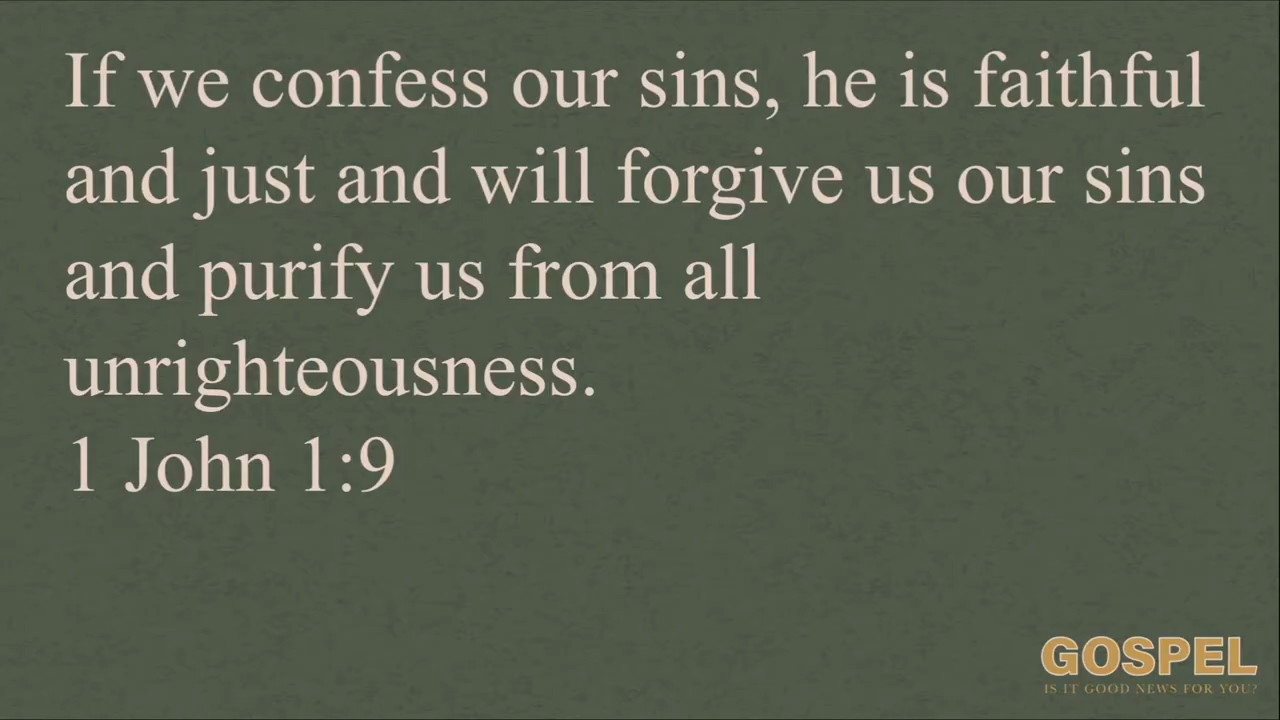 If we confess our sins, he is faithful
and just and will forgive us our sins
and purify us from all
unrighteousness.
1 John 1:9
GOSPEL
IS IT GOOD NEWS FOR YOU?